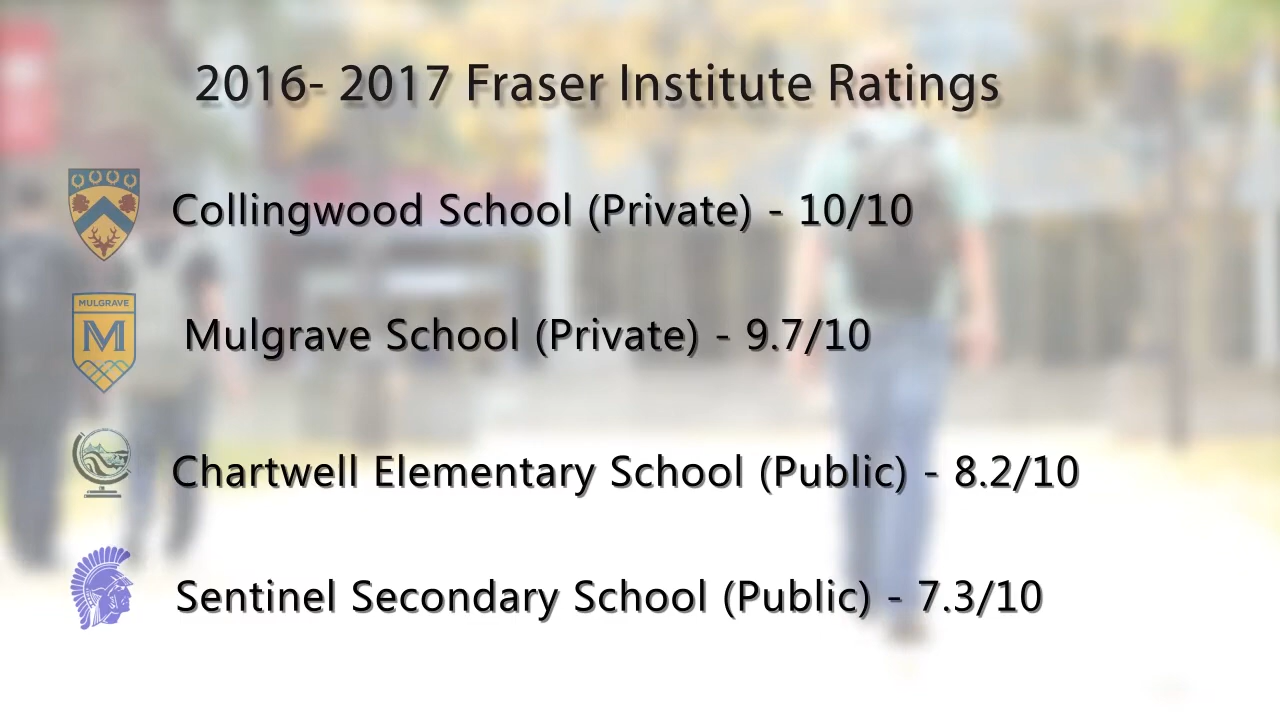 2016- 2017 Fraser Institute Ratings
Collingwood School (Private) - 10/10
MULGRAVE
M
Mulgrave School (Private) - 9.7/10
Chartwell Elementary School (Public) - 8.2/10
Sentinel Secondary School (Public) - 7.3/10